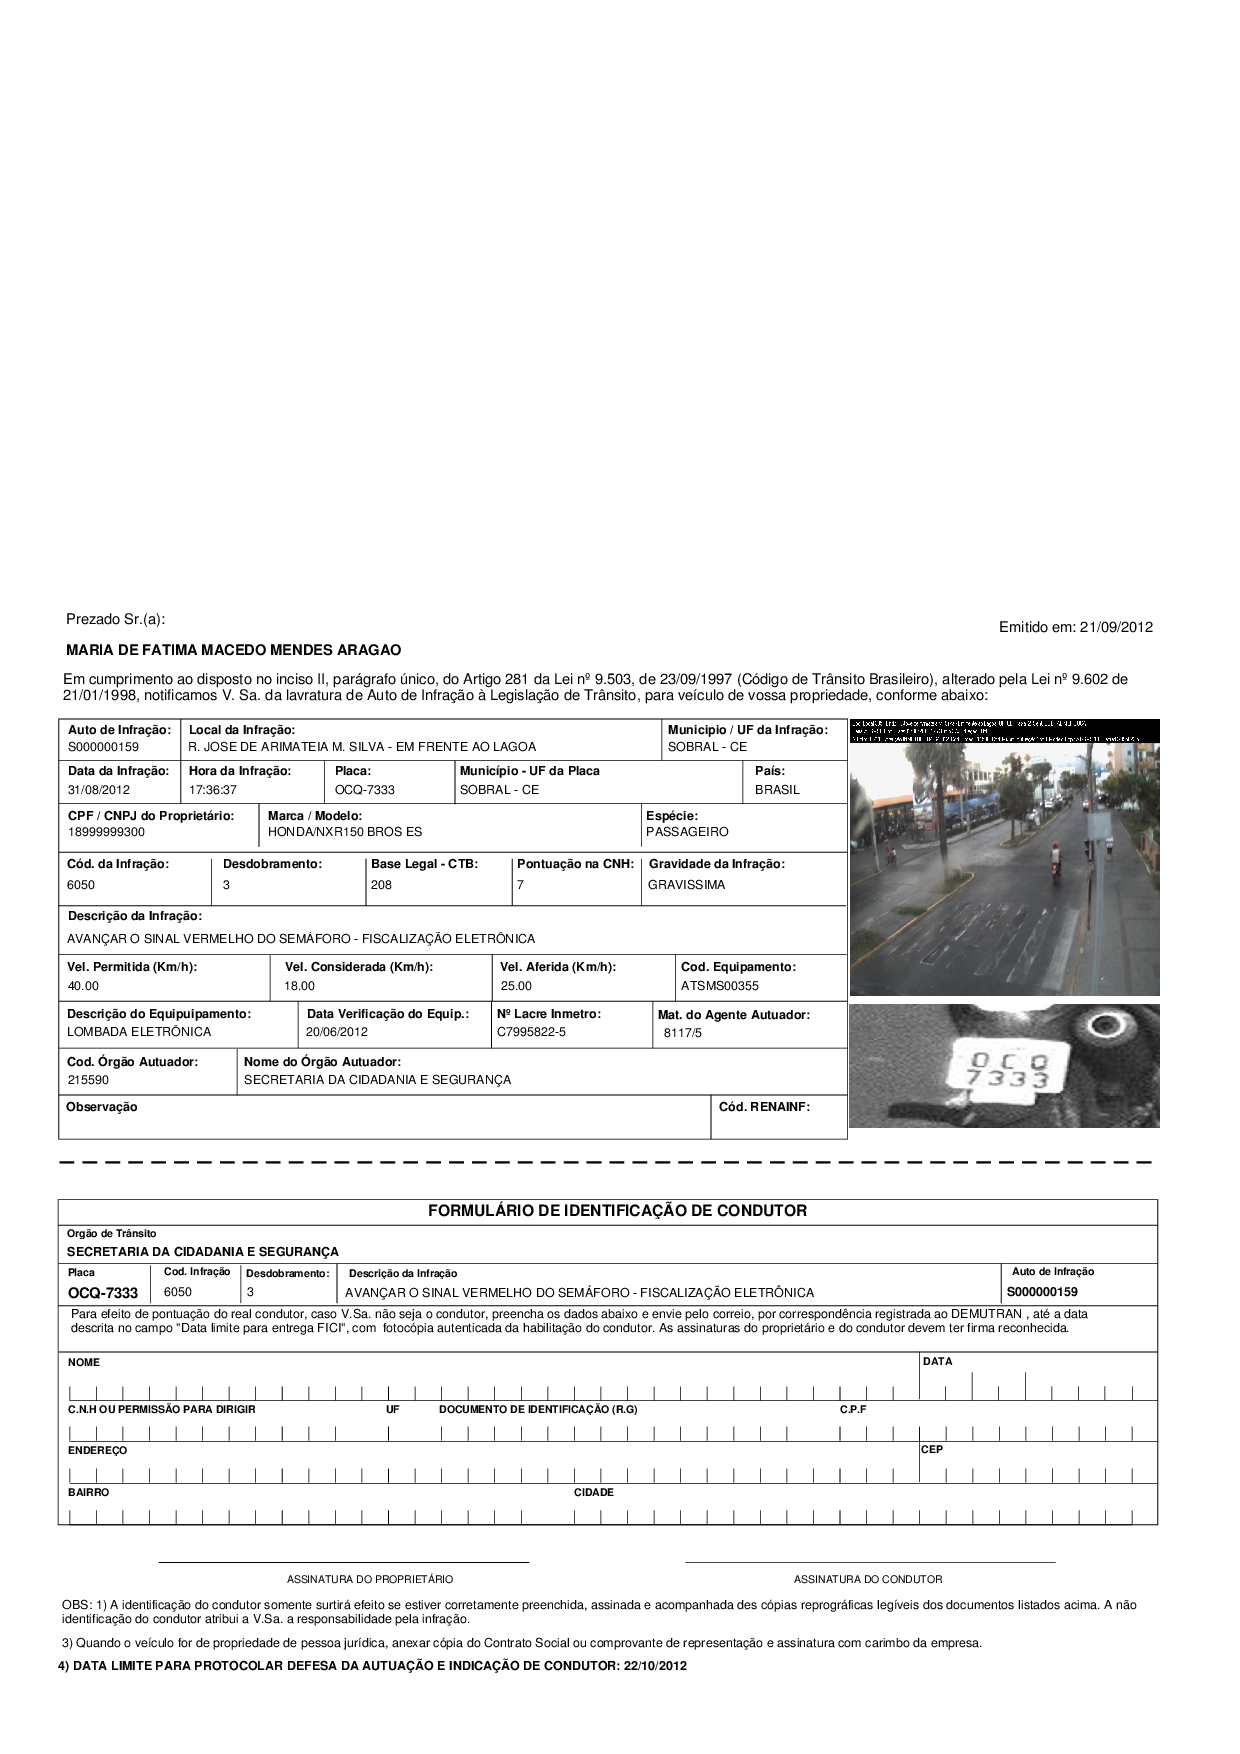 Prezado Sr.(a):
Emitido em: 21/09/2012
MARIA DE FATIMA MACEDO MENDES ARAGAO
Em cumprimento ao disposto no inciso II, parágrafo único, do Artigo 281 da Lei nº 9.503, de 23/09/1997 (Código de Trânsito Brasileiro), alterado pela Lei nº 9.602 de
21/01/1998, notificamos V. Sa. da lavratura de Auto de Infração à Legislação de Trânsito, para veículo de vossa propriedade, conforme abaixo:
Auto de Infração: Local da Infração: Municipio / UF da Infração:
S000000159 R. JOSE DE ARIMATEIA M. SILVA - EM FRENTE AO LAGOA SOBRAL - CE
Data da Infração: Hora da Infração: Placa: Município - UF da Placa País:
31/08/2012 17:36:37 OCQ-7333 SOBRAL - CE BRASIL
CPF / CNPJ do Proprietário: Marca / Modelo: Espécie:
18999999300 HONDA/NXR150 BROS ES PASSAGEIRO
Cód. da Infração: Desdobramento: Base Legal - CTB: Pontuação na CNH: Gravidade da Infração:
6050 3 208 7 GRAVISSIMA
Descrição da Infração:
AVANÇAR O SINAL VERMELHO DO SEMÁFORO - FISCALIZAÇÃO ELETRÔNICA
Vel. Permitida (Km/h): Vel. Considerada (Km/h): Vel. Aferida (Km/h): Cod. Equipamento:
40.00 18.00 25.00 ATSMS00355
Descrição do Equipuipamento: Data Verificação do Equip.: Nº Lacre Inmetro: Mat. do Agente Autuador:
LOMBADA ELETRÔNICA 20/06/2012 C7995822-5 8117/5
Cod. Órgão Autuador: Nome do Órgão Autuador:
215590 SECRETARIA DA CIDADANIA E SEGURANÇA
Observação Cód. RENAINF:
OCQ
7333
FORMULÁRIO DE IDENTIFICAÇÃO DE CONDUTOR
Orgão de Trânsito
SECRETARIA DA CIDADANIA E SEGURANÇA
Placa Cod. Infração Desdobramento: Descrição da Infração Auto de Infração
OCQ-7333 6050 3 AVANÇAR O SINAL VERMELHO DO SEMÁFORO - FISCALIZAÇÃO ELETRÔNICA S000000159
Para efeito de pontuação do real condutor, caso V.Sa. não seja o condutor, preencha os dados abaixo e envie pelo correio, por correspondência registrada ao DEMUTRAN , até a data
descrita no campo "Data limite para entrega FICI", com fotocópia autenticada da habilitação do condutor. As assinaturas do proprietário e do condutor devem ter firma reconhecida.
NOME DATA
C.N.H OU PERMISSÃO PARA DIRIGIR UF DOCUMENTO DE IDENTIFICAÇÃO (R.G) C.P.F
ENDEREÇO CEP
BAIRRO CIDADE
ASSINATURA DO PROPRIETÁRIO ASSINATURA DO CONDUTOR
OBS: 1) A identificação do condutor somente surtirá efeito se estiver corretamente preenchida, assinada e acompanhada des cópias reprográficas legíveis dos documentos listados acima. A não
identificação do condutor atribui a V.Sa. a responsabilidade pela infração.
3) Quando o veículo for de propriedade de pessoa jurídica, anexar cópia do Contrato Social ou comprovante de representação e assinatura com carimbo da empresa.
4) DATA LIMITE PARA PROTOCOLAR DEFESA DA AUTUAÇÃO E INDICAÇÃO DE CONDUTOR: 22/10/2012